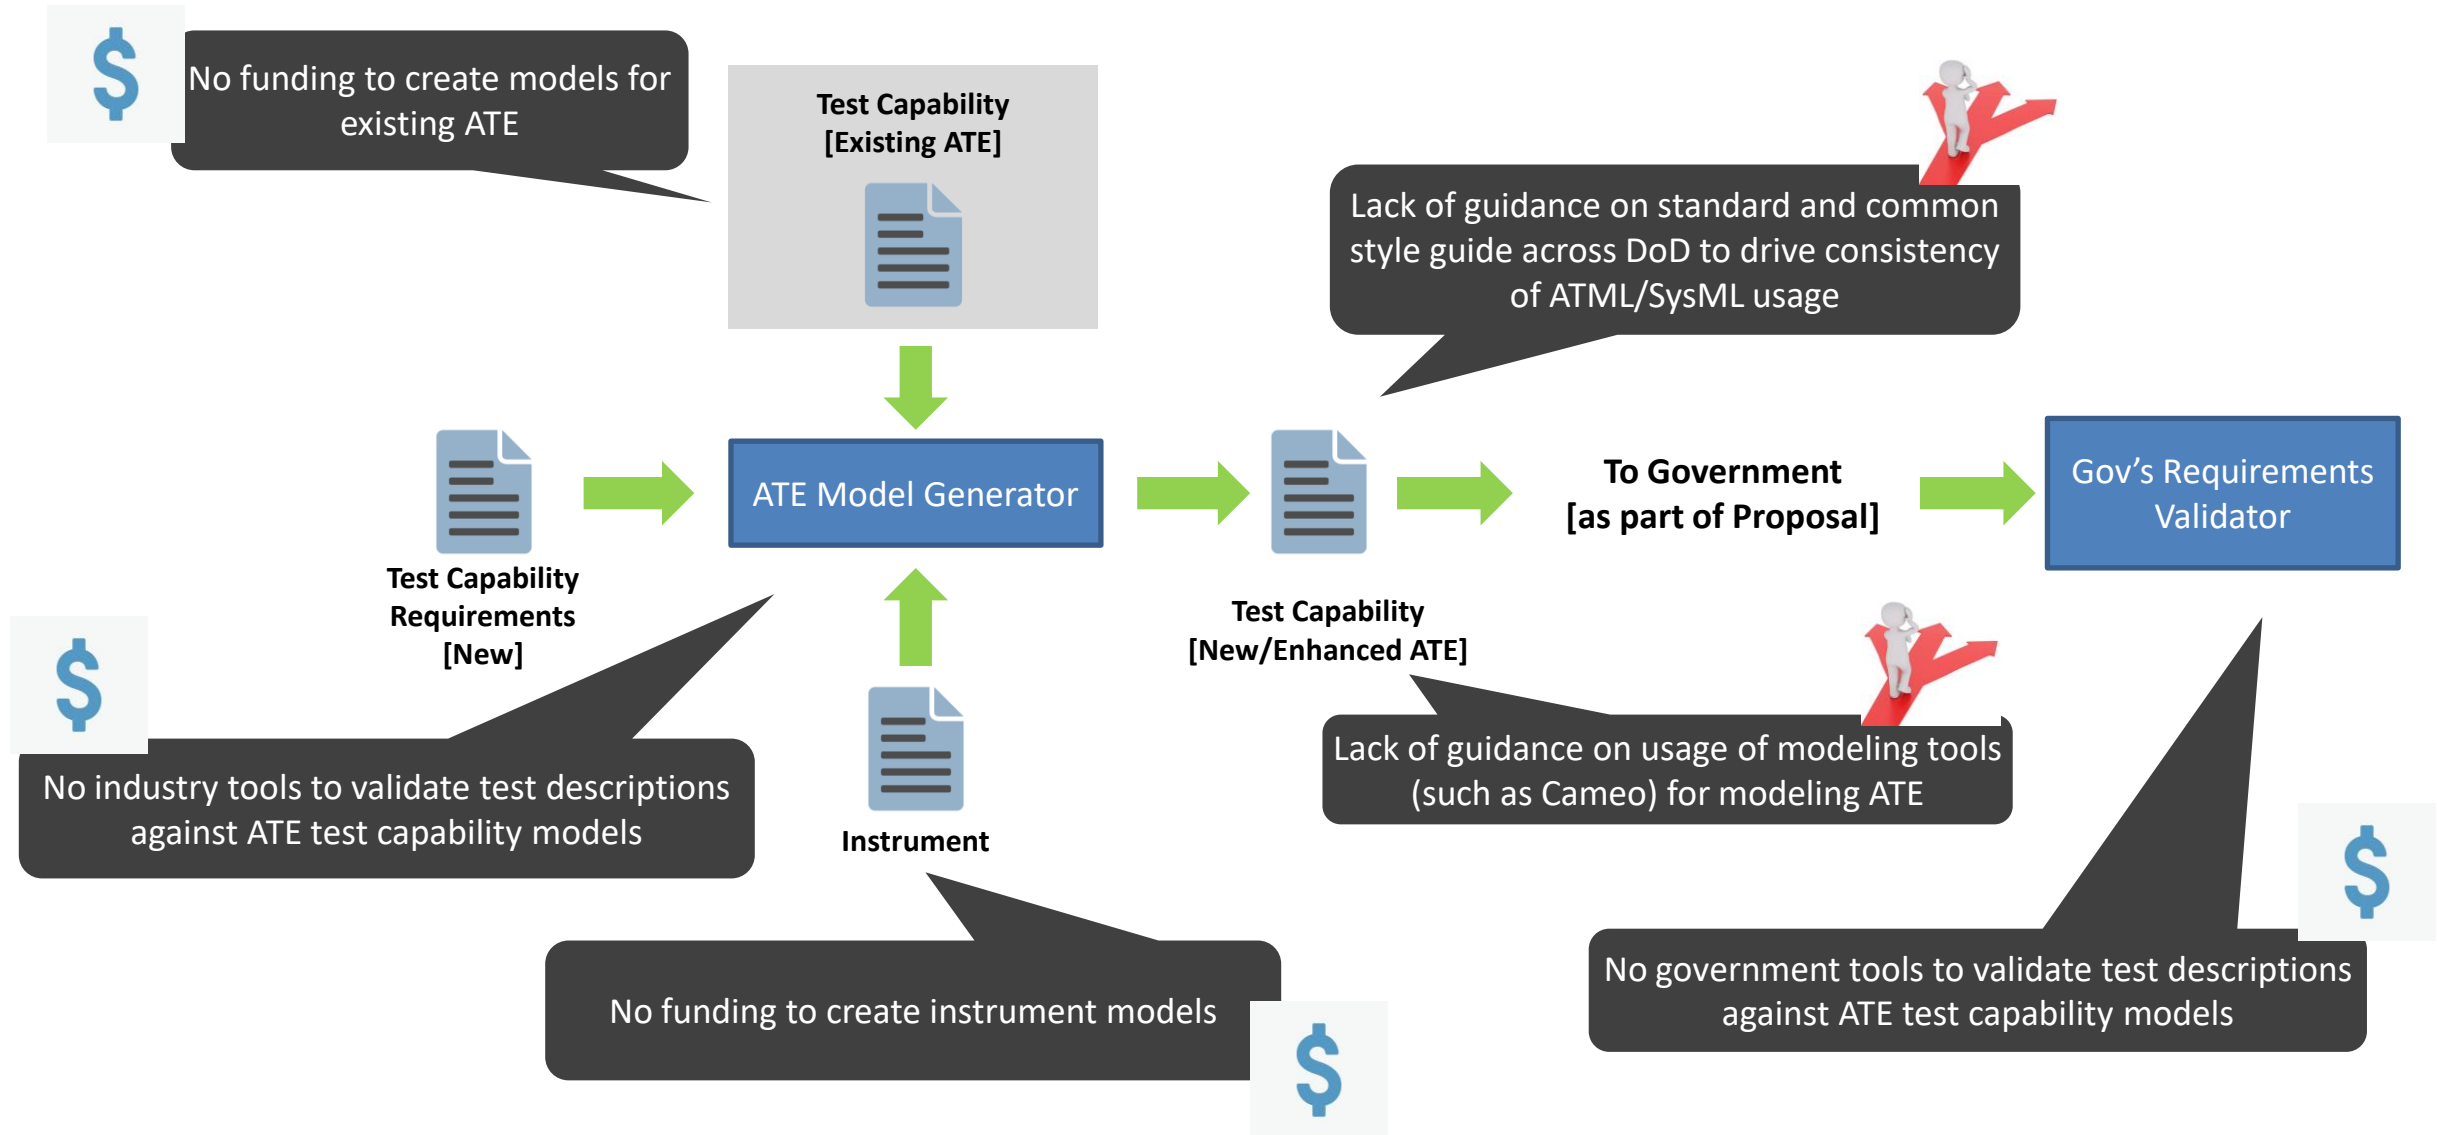 No funding to create models for
existing ATE
Test Capability
[Existing ATE]
Lack of guidance on standard and common
style guide across DoD to drive consistency
of ATML/SysML usage
Test Capability
Requirements
[New]
ATE Model Generator
Test Capability
[New/Enhanced ATE]
To Government
[as part of Proposal]
Gov's Requirements
Validator
No industry tools to validate test descriptions
against ATE test capability models
Instrument
Lack of guidance on usage of modeling tools
(such as Cameo) for modeling ATE
No funding to create instrument models
No government tools to validate test descriptions
against ATE test capability models
$
$
$
$